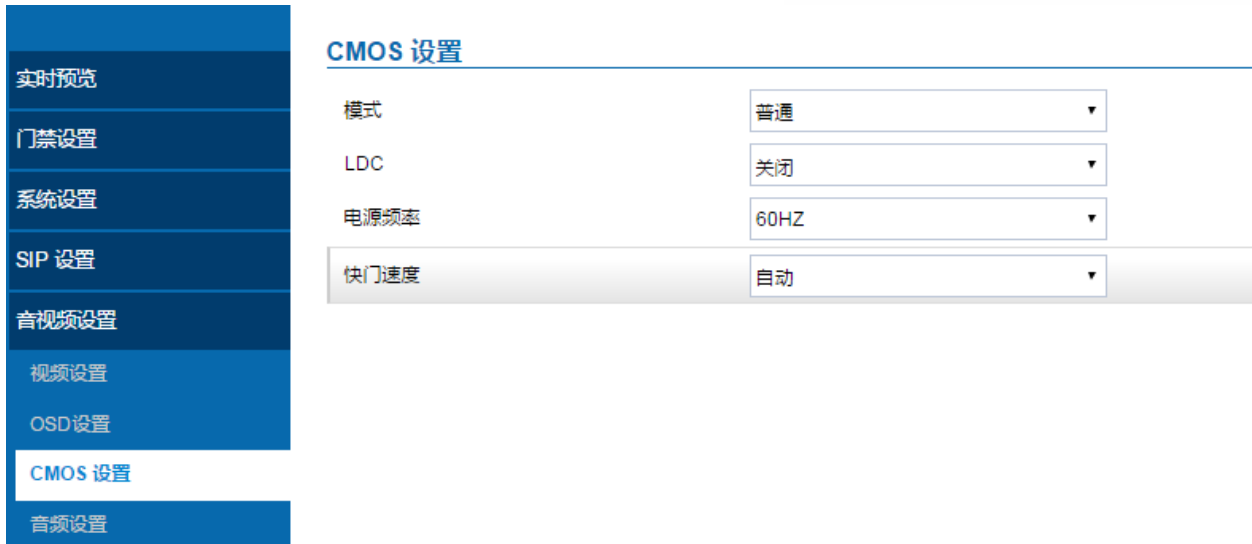 实时预览
门禁设置
系统设置
SIP 设置
音视频设置
视频设置
OSD设置
CMOS 设置
音频设置
CMOS 设置
模式 普通
LDC 关闭
电源频率 60HZ
快门速度 自动